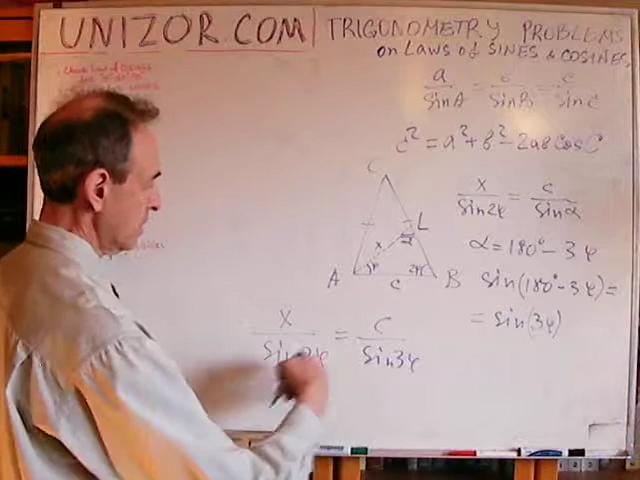 UNIZOR.COM
TRIGONOMETRY PROBLEMS
on LAWS of SINES & COSINES
a/SinA = b/SinB = c/SinC
c² = a² + b² - 2ab Cos C
C
x/Sin2φ = c/Sinα
L
α = 180° - 3φ
x
A φ c 2φ B
Sin(180° - 3φ) =
= Sin(3φ)
x/Sin2φ = c/Sin3φ